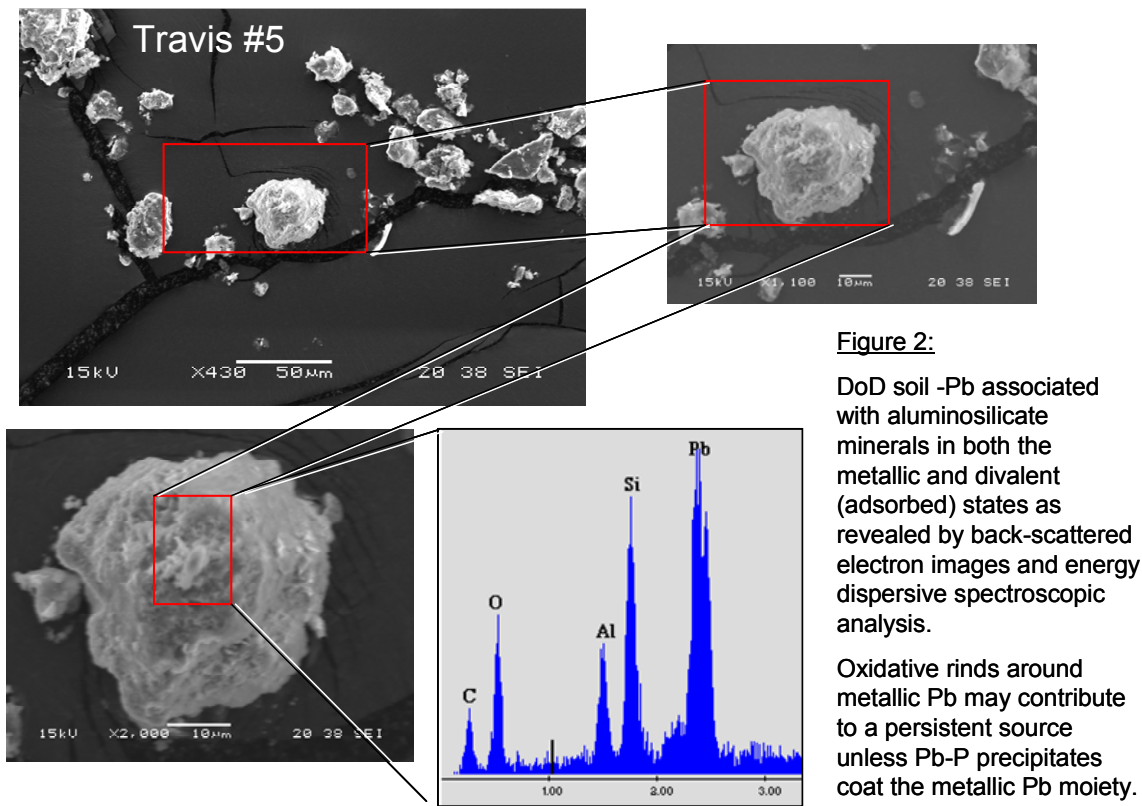 Travis #5
15kV X430 50µm 20 38 SEI
15kV X1,100 10µm 20 38 SEI
Figure 2:
DoD soil -Pb associated
with aluminosilicate
minerals in both the
metallic and divalent
(adsorbed) states as
revealed by back-scattered
electron images and energy
dispersive spectroscopic
analysis.
Oxidative rinds around
metallic Pb may contribute
to a persistent source
unless Pb-P precipitates
coat the metallic Pb moiety.
15kV X2,000 10µm 20 38 SEI
C
O
Al
Si
Pb
1.00 2.00 3.00